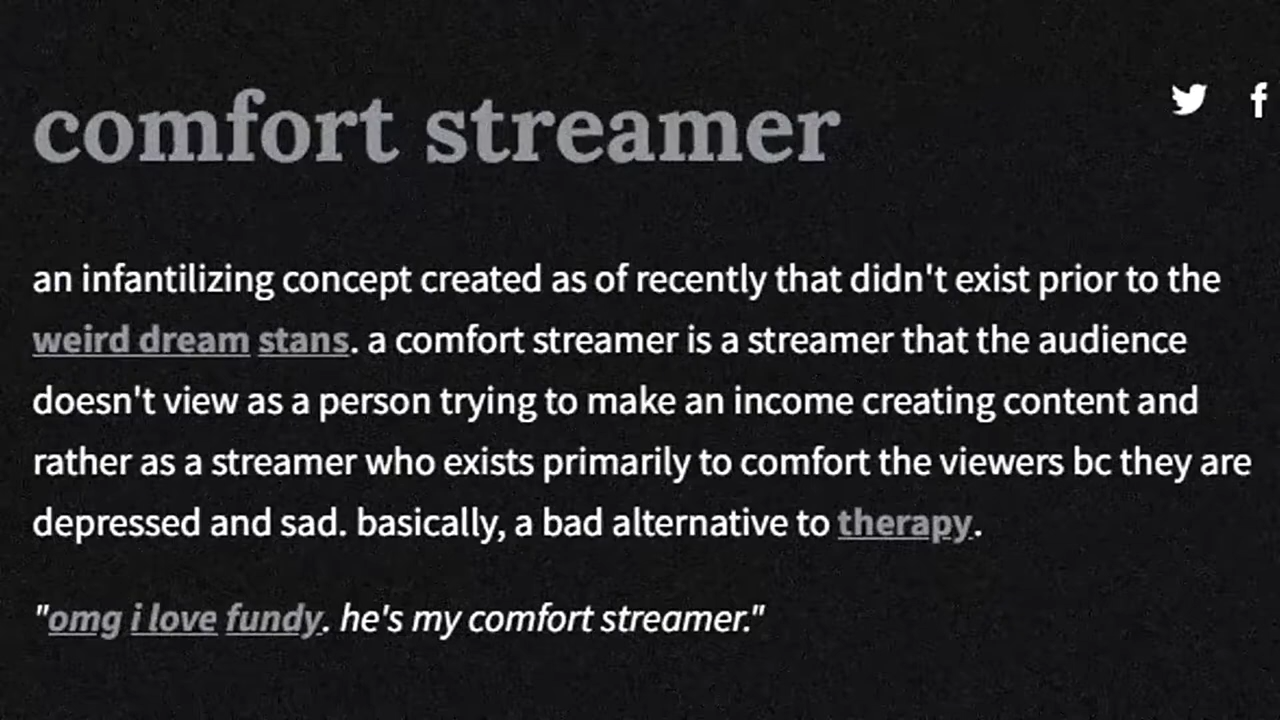 comfort streamer
an infantilizing concept created as of recently that didn't exist prior to the
weird dream stans. a comfort streamer is a streamer that the audience
doesn't view as a person trying to make an income creating content and
rather as a streamer who exists primarily to comfort the viewers bc they are
depressed and sad. basically, a bad alternative to therapy.
"omg i love fundy. he's my comfort streamer."